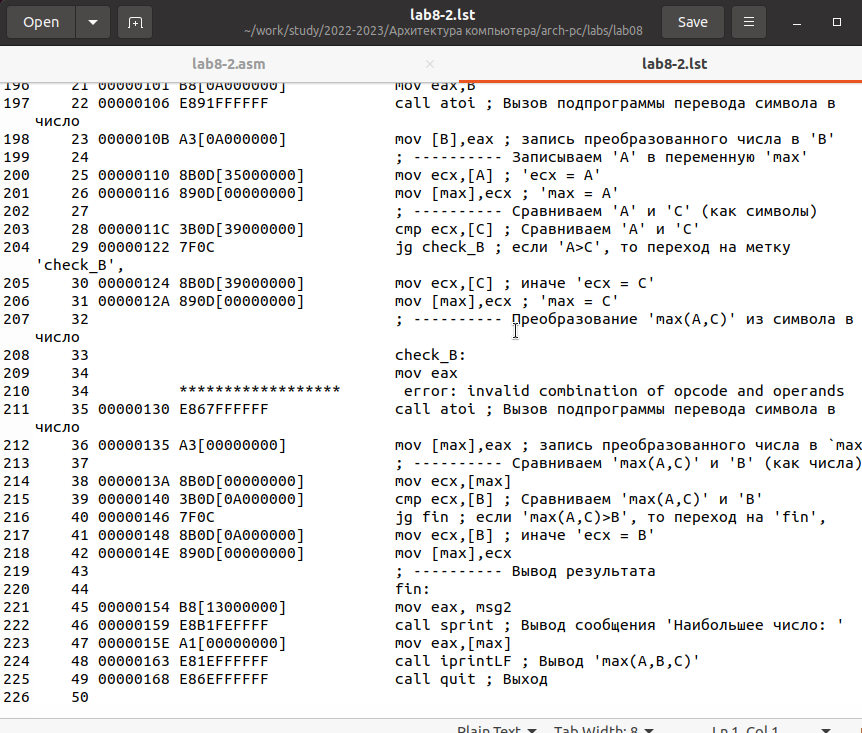 lab8-2.lst
Open
~/work/study/2022-2023/Архитектура компьютера/arch-pc/labs/lab08
Save
lab8-2.asm
lab8-2.lst
196 21 00000101 B8[0A000000] mov eax,B
197 22 00000106 E891FFFFFF call atoi ; Вызов подпрограммы перевода символа в
число
198 23 0000010B A3[0A000000] mov [B],eax ; запись преобразованного числа в 'B'
199 24 ; ---------- Записываем 'A' в переменную 'max'
200 25 00000110 8B0D[35000000] mov ecx,[A] ; 'ecx = A'
201 26 00000116 890D[00000000] mov [max],ecx ; 'max = A'
202 27 ; ---------- Сравниваем 'A' и 'С' (как символы)
203 28 0000011C 3B0D[39000000] cmp ecx,[C] ; Сравниваем 'A' и 'С'
204 29 00000122 7F0C jg check_B ; если 'A>C', то переход на метку
'check_B',
205 30 00000124 8B0D[39000000] mov ecx,[C] ; иначе 'ecx = C'
206 31 0000012A 890D[00000000] mov [max],ecx ; 'max = C'
207 32 ; ---------- Преобразование 'max(A,C)' из символа в
число
208 33 check_B:
209 34 mov eax
210 34 ****************** error: invalid combination of opcode and operands
211 35 00000130 E867FFFFFF call atoi ; Вызов подпрограммы перевода символа в
число
212 36 00000135 A3[00000000] mov [max],eax ; запись преобразованного числа в `max
213 37 ; ---------- Сравниваем 'max(A,C)' и 'B' (как числа)
214 38 0000013A 8B0D[00000000] mov ecx,[max]
215 39 00000140 3B0D[0A000000] cmp ecx,[B] ; Сравниваем 'max(A,C)' и 'B'
216 40 00000146 7F0C jg fin ; если 'max(A,C)>B', то переход на 'fin',
217 41 00000148 8B0D[0A000000] mov ecx,[B] ; иначе 'ecx = B'
218 42 0000014E 890D[00000000] mov [max],ecx
219 43 ; ---------- Вывод результата
220 44 fin:
221 45 00000154 B8[13000000] mov eax, msg2
222 46 00000159 E8B1FEFFFF call sprint ; Вывод сообщения 'Наибольшее число: '
223 47 0000015E A1[00000000] mov eax,[max]
224 48 00000163 E81EFFFFFF call iprintLF ; Вывод 'max(A,B,C)'
225 49 00000168 E86EFFFFFF call quit ; Выход
226 50
Plain Text Tab Width: 8 Ln 1, Col 1